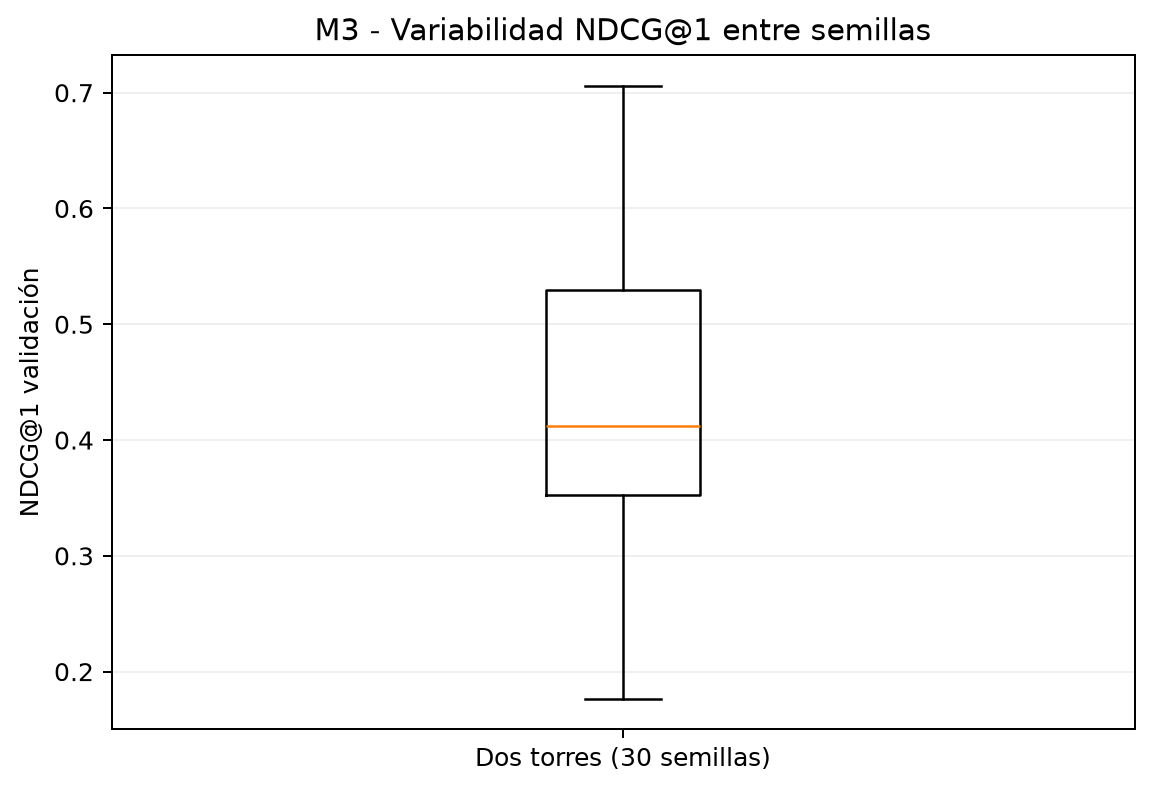 M3 - Variabilidad NDCG@1 entre semillas
NDCG@1 validación
0.7
0.6
0.5
0.4
0.3
0.2
Dos torres (30 semillas)